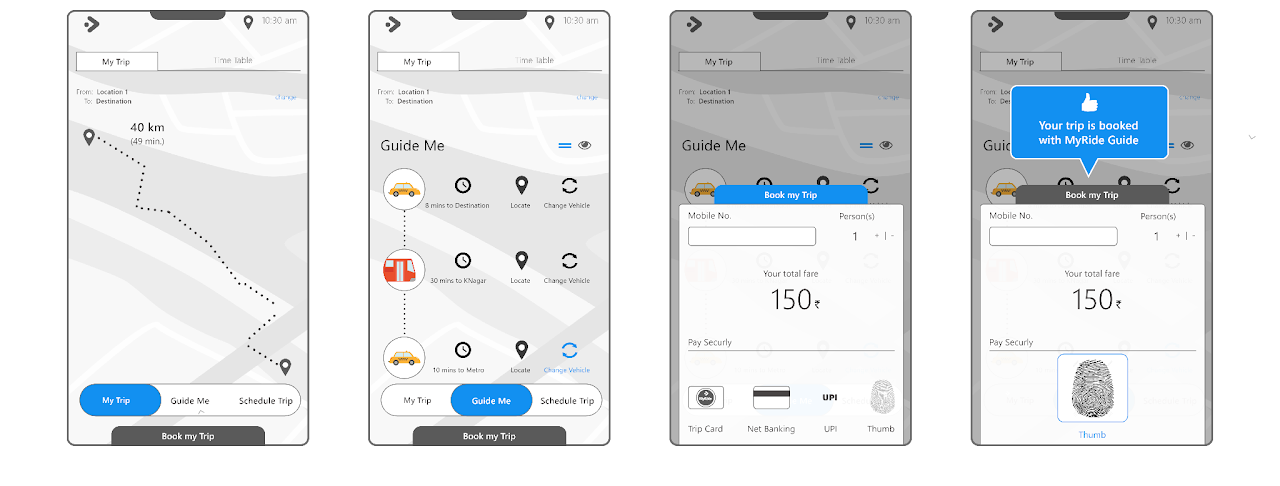 10:30 am
My Trip Time Table
From: Location 1
To: Destination
change
40 km
(49 min.)
My Trip Guide Me Schedule Trip
Book my Trip
10:30 am
My Trip Time Table
From: Location 1
To: Destination
change
Guide Me
8 mins to Destination Locate Change Vehicle
30 mins to KNagar Locate Change Vehicle
10 mins to Metro Locate Change Vehicle
My Trip Guide Me Schedule Trip
Book my Trip
10:30 am
My Trip Time Table
From: Location 1
To: Destination
change
Guide Me
Book my Trip
Mobile No. Person(s)
1 + | -
Your total fare
150₹
Pay Securly
MyRide
UPI
Trip Card Net Banking UPI Thumb
10:30 am
My Trip Time Table
From: Loc
To: Des
change
Your trip is booked
with MyRide Guide
Guid
Book my Trip
Mobile No. Person(s)
1 + | -
Your total fare
150₹
Pay Securly
Thumb